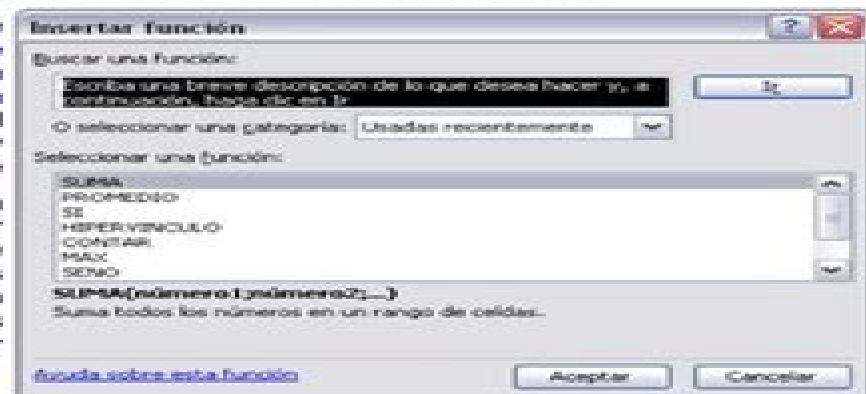 Insertar función
Buscar una función:
Escriba una breve descripción de lo que desea hacer y, a
continuación, haga clic en Ir
Ir
O seleccionar una categoría: Usadas recientemente
Seleccionar una función:
SUMA
PROMEDIO
SI
HIPERVINCULO
CONTAR
MAX
SENO
SUMA(número1;número2;...)
Suma todos los números en un rango de celdas.
Ayuda sobre esta función
Aceptar
Cancelar